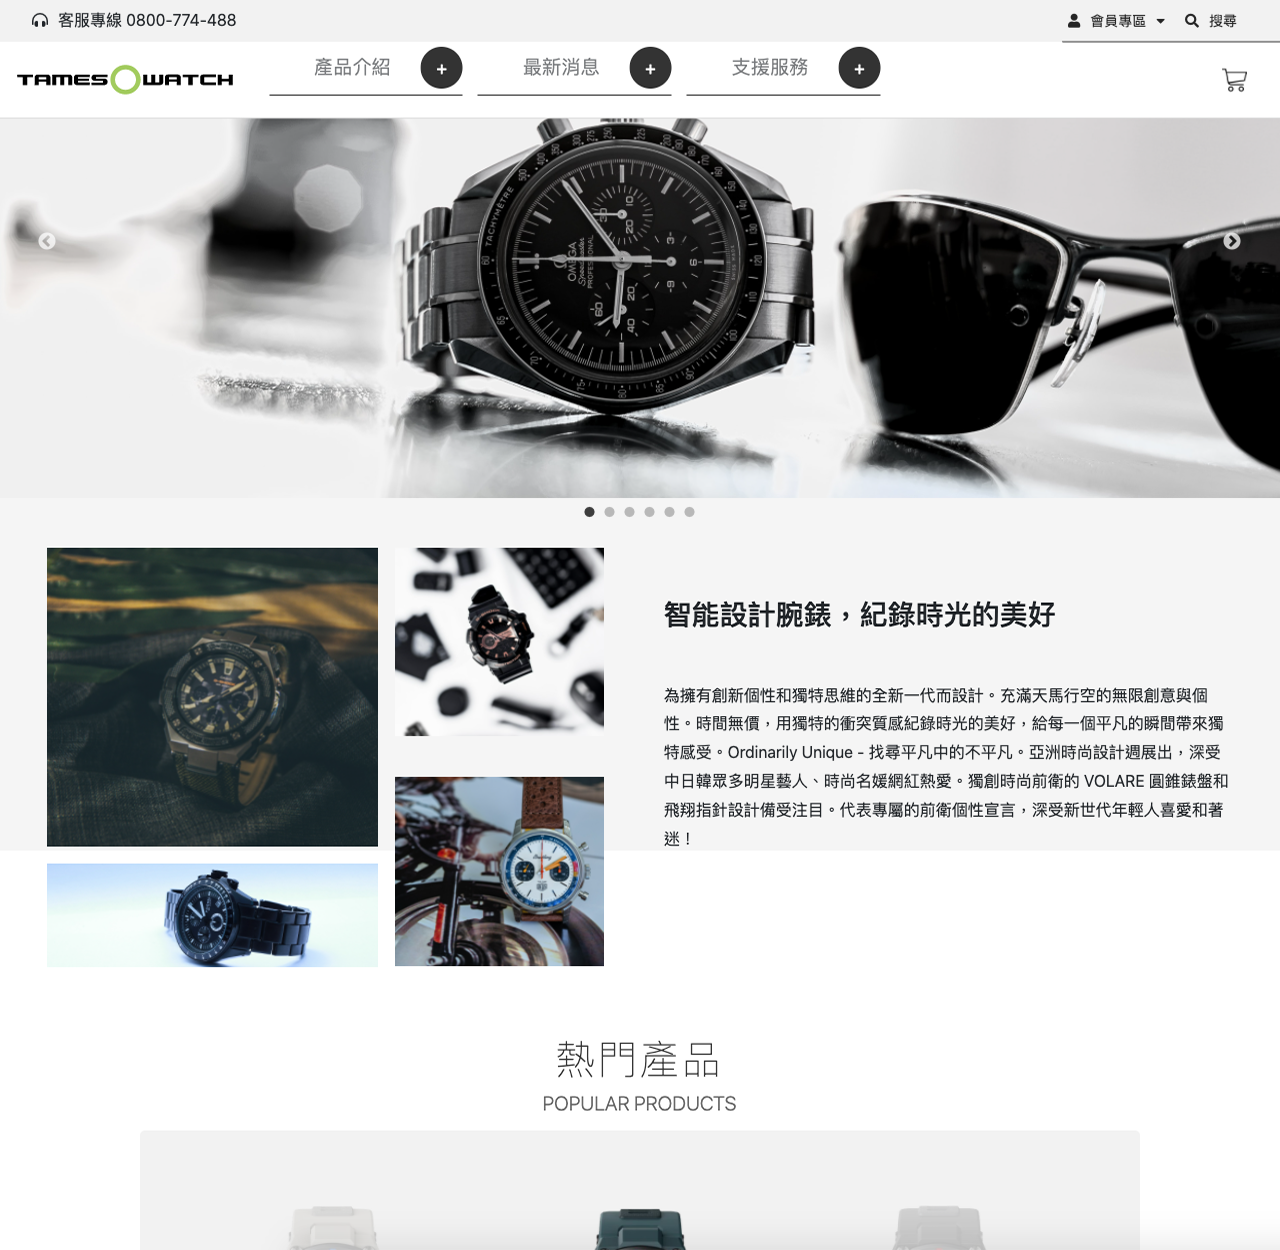 客服專線 0800-774-488
會員專區
搜尋
TAMES WATCH
產品介紹 +
最新消息 +
支援服務 +
TACHYMÈTRE
OMEGA
Speedmaster
PROFESSIONAL
智能設計腕錶，紀錄時光的美好
為擁有創新個性和獨特思維的全新一代而設計。充滿天馬行空的無限創意與個
性。時間無價，用獨特的衝突質感紀錄時光的美好，給每一個平凡的瞬間帶來獨
特感受。Ordinarily Unique - 找尋平凡中的不平凡。亞洲時尚設計週展出，深受
中日韓眾多明星藝人、時尚名媛網紅熱愛。獨創時尚前衛的 VOLARE 圓錐錶盤和
飛翔指針設計備受注目。代表專屬的前衛個性宣言，深受新世代年輕人喜愛和著
迷！
熱門產品
POPULAR PRODUCTS